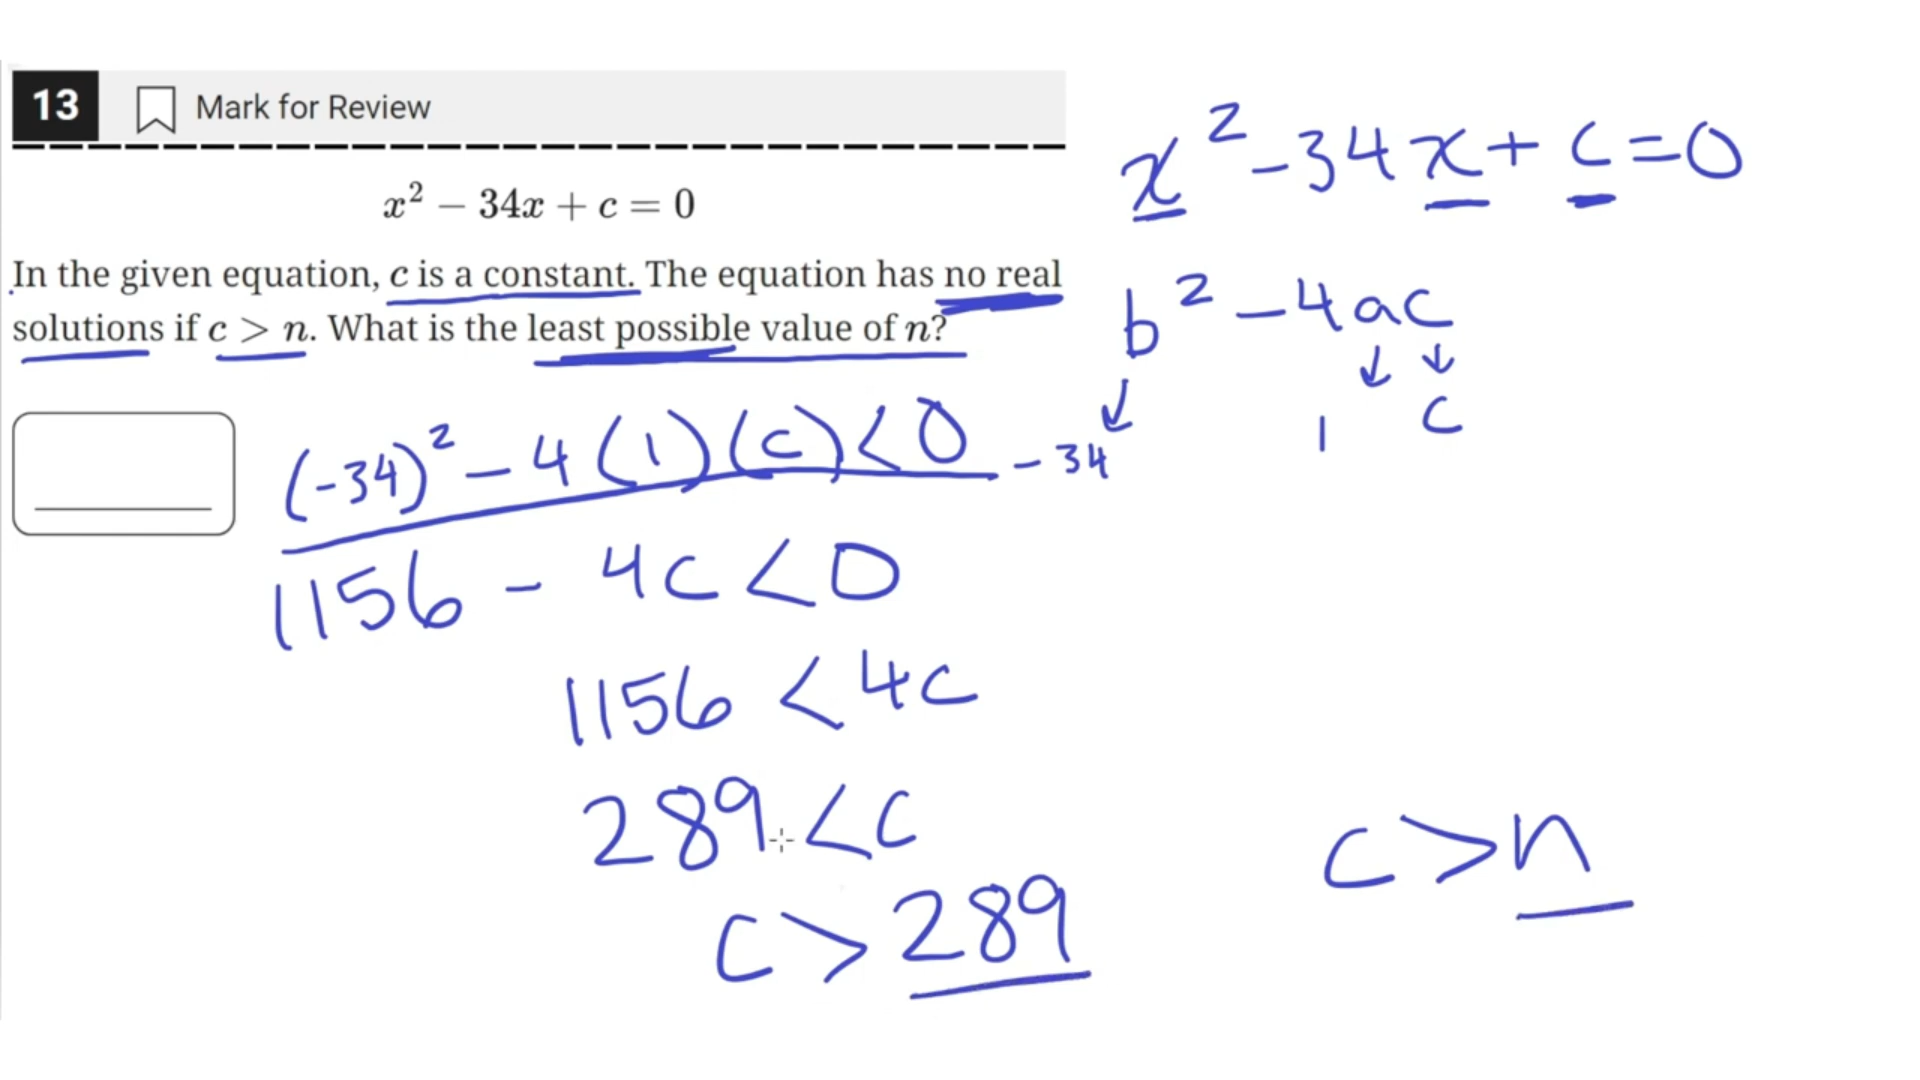 13 Mark for Review
x² − 34x + c = 0
In the given equation, c is a constant. The equation has no real
solutions if c > n. What is the least possible value of n?
x² − 34x + c = 0
b² − 4ac
− 34 1 c
(−34)² − 4(1)(c) < 0
1156 − 4c < 0
1156 < 4c
289 < c
c > 289
c > n